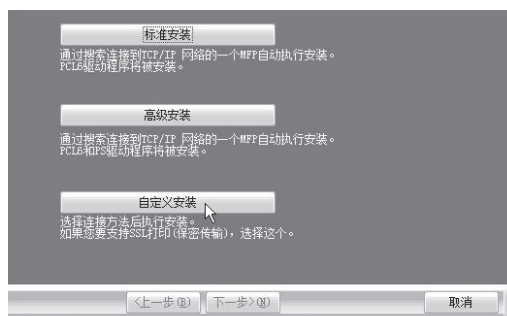 标准安装
通过搜索连接到TCP/IP 网络的一个MFP自动执行安装。
PCL6驱动程序将被安装。
高级安装
通过搜索连接到TCP/IP 网络的一个MFP自动执行安装。
PCL6和PS驱动程序将被安装。
自定义安装
选择连接方法后执行安装。
如果您要支持SSL打印(保密传输)，选择这个。
<上一步(B) 下一步>(N) 取消